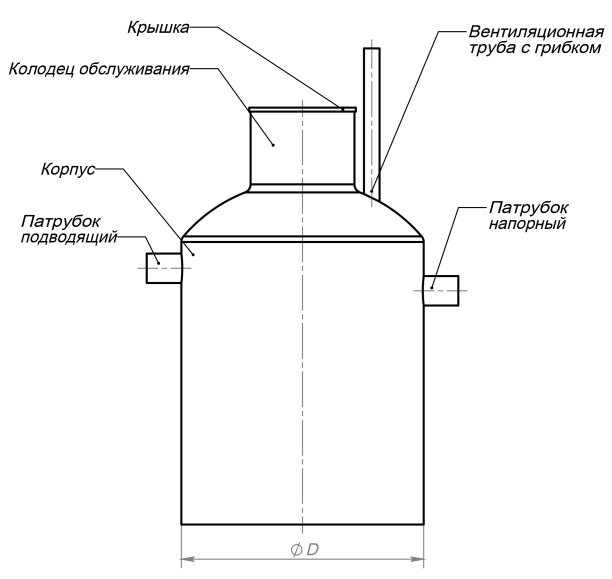 Крышка
Вентиляционная
труба с грибком
Колодец обслуживания
Корпус
Патрубок
подводящий
Патрубок
напорный
⌀ D